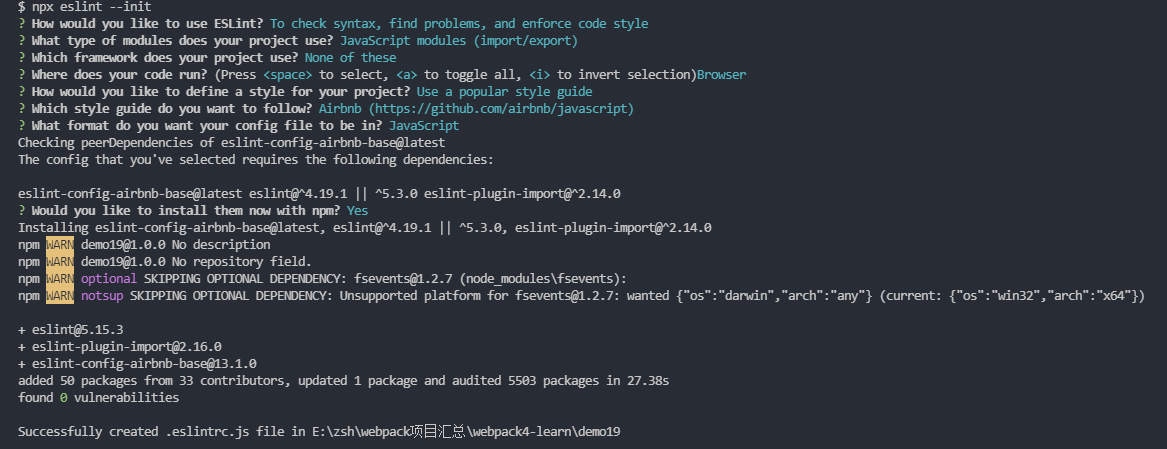 $ npx eslint --init
? How would you like to use ESLint? To check syntax, find problems, and enforce code style
? What type of modules does your project use? JavaScript modules (import/export)
? Which framework does your project use? None of these
? Where does your code run? (Press <space> to select, <a> to toggle all, <i> to invert selection)Browser
? How would you like to define a style for your project? Use a popular style guide
? Which style guide do you want to follow? Airbnb (https://github.com/airbnb/javascript)
? What format do you want your config file to be in? JavaScript
Checking peerDependencies of eslint-config-airbnb-base@latest
The config that you've selected requires the following dependencies:
eslint-config-airbnb-base@latest eslint@^4.19.1 || ^5.3.0 eslint-plugin-import@^2.14.0
? Would you like to install them now with npm? Yes
Installing eslint-config-airbnb-base@latest, eslint@^4.19.1 || ^5.3.0, eslint-plugin-import@^2.14.0
npm WARN demo19@1.0.0 No description
npm WARN demo19@1.0.0 No repository field.
npm WARN optional SKIPPING OPTIONAL DEPENDENCY: fsevents@1.2.7 (node_modules\fsevents):
npm WARN notsup SKIPPING OPTIONAL DEPENDENCY: Unsupported platform for fsevents@1.2.7: wanted {"os":"darwin","arch":"any"} (current: {"os":"win32","arch":"x64"})
+ eslint@5.15.3
+ eslint-plugin-import@2.16.0
+ eslint-config-airbnb-base@13.1.0
added 50 packages from 33 contributors, updated 1 package and audited 5503 packages in 27.38s
found 0 vulnerabilities
Successfully created .eslintrc.js file in E:\zsh\webpack项目汇总\webpack4-learn\demo19